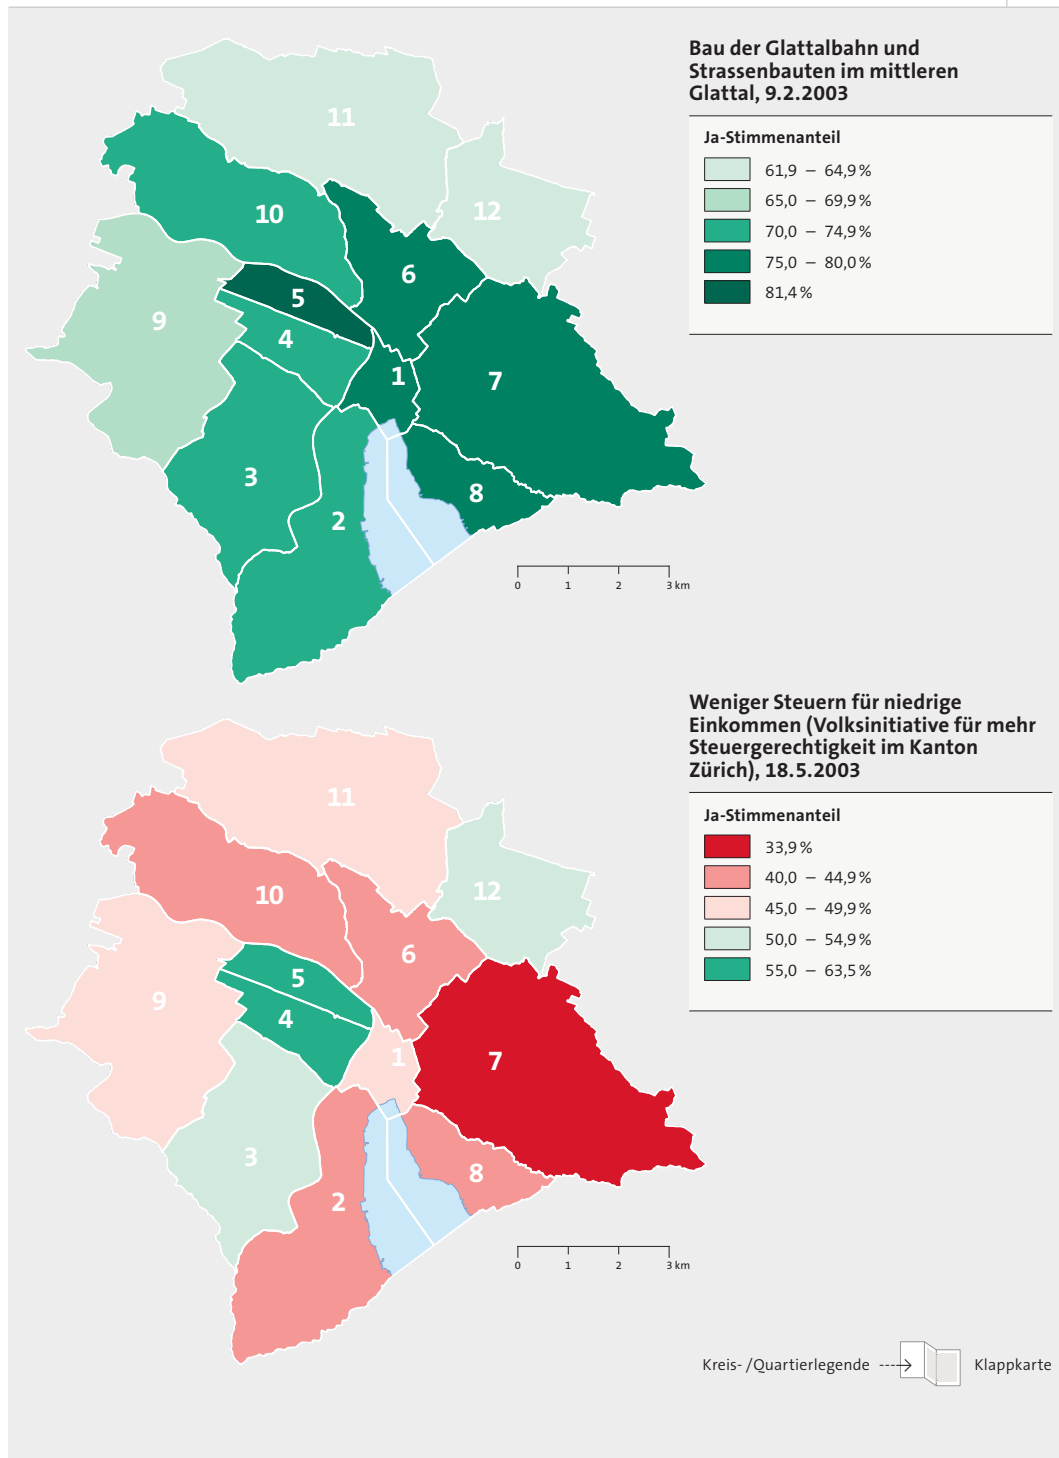 Bau der Glattalbahn und
Strassenbauten im mittleren
Glattal, 9.2.2003
Ja-Stimmenanteil
61,9 – 64,9 %
65,0 – 69,9 %
70,0 – 74,9 %
75,0 – 80,0 %
81,4 %
11
12
10
6
5
9
4
1
7
3
8
2
0 1 2 3 km
Weniger Steuern für niedrige
Einkommen (Volksinitiative für mehr
Steuergerechtigkeit im Kanton
Zürich), 18.5.2003
Ja-Stimmenanteil
33,9 %
40,0 – 44,9 %
45,0 – 49,9 %
50,0 – 54,9 %
55,0 – 63,5 %
11
12
10
6
5
9
4
1
7
3
8
2
0 1 2 3 km
Kreis- /Quartierlegende Klappkarte